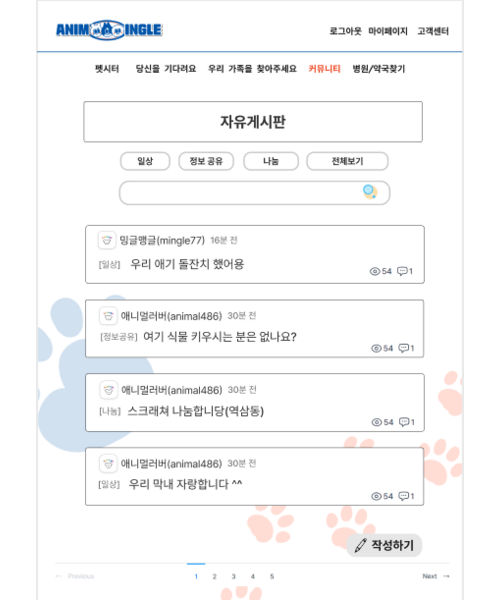 ANIM INGLE
로그아웃 마이페이지 고객센터
펫시터 당신을 기다려요 우리 가족을 찾아주세요 커뮤니티 병원/약국찾기
자유게시판
일상 정보 공유 나눔 전체보기
밍글맹글(mingle77) 16분 전
[일상] 우리 애기 돌잔치 했어용
54 1
애니멀러버(animal486) 30분 전
[정보공유] 여기 식물 키우시는 분은 없나요?
54 1
애니멀러버(animal486) 30분 전
[나눔] 스크래쳐 나눔합니당(역삼동)
54 1
애니멀러버(animal486) 30분 전
[일상] 우리 막내 자랑합니다 ^^
54 1
작성하기
← Previous 1 2 3 4 5 Next →